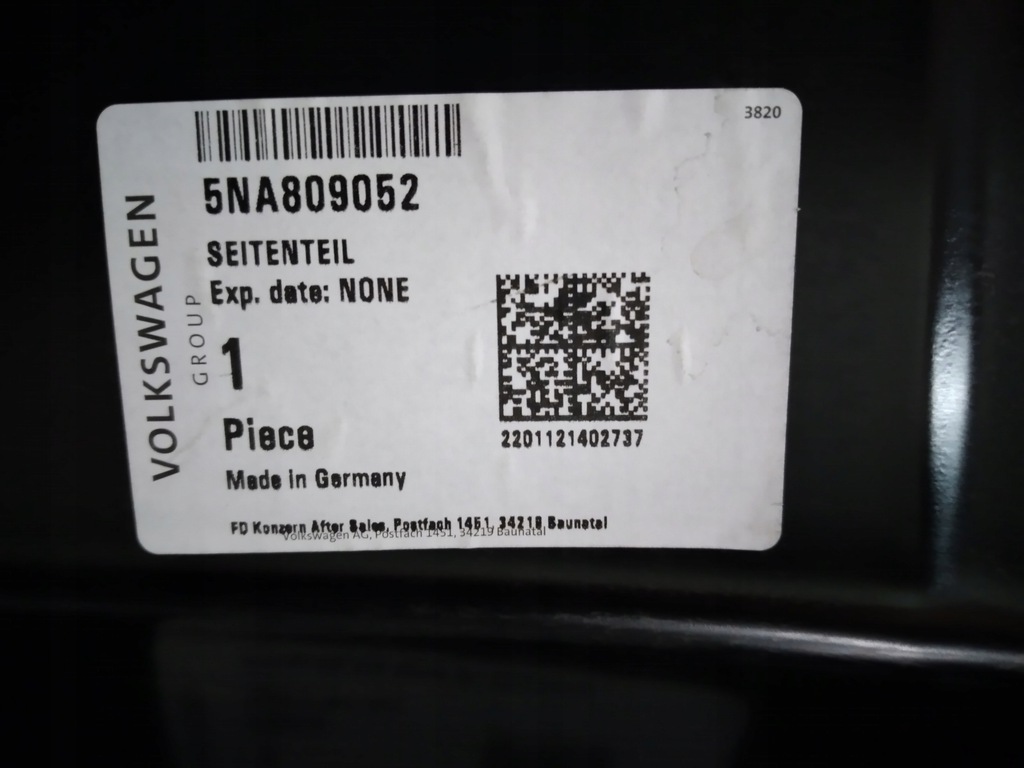 3820
5NA809052
SEITENTEIL
Exp. date: NONE
VOLKSWAGEN
GROUP
1
Piece
2201121402737
Made in Germany
FD Konzern After Sales, Postfach 1451, 34219 Baunatal
Volkswagen AG, Postfach 1451, 34219 Baunatal